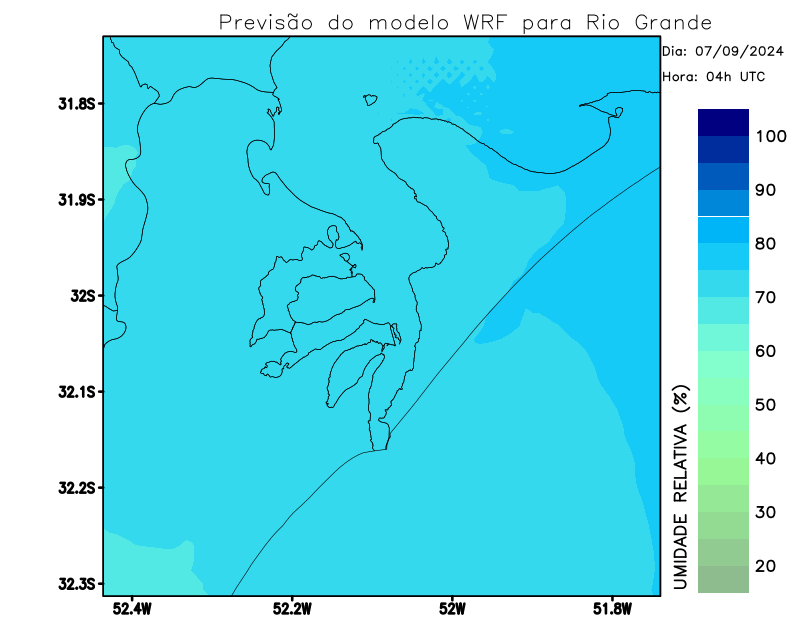 Previsão do modelo WRF para Rio Grande
Dia: 07/09/2024
Hora: 04h UTC
31.8S
31.9S
32S
32.1S
32.2S
32.3S
52.4W
52.2W
52W
51.8W
100
90
80
70
60
50
40
30
20
UMIDADE RELATIVA (%)